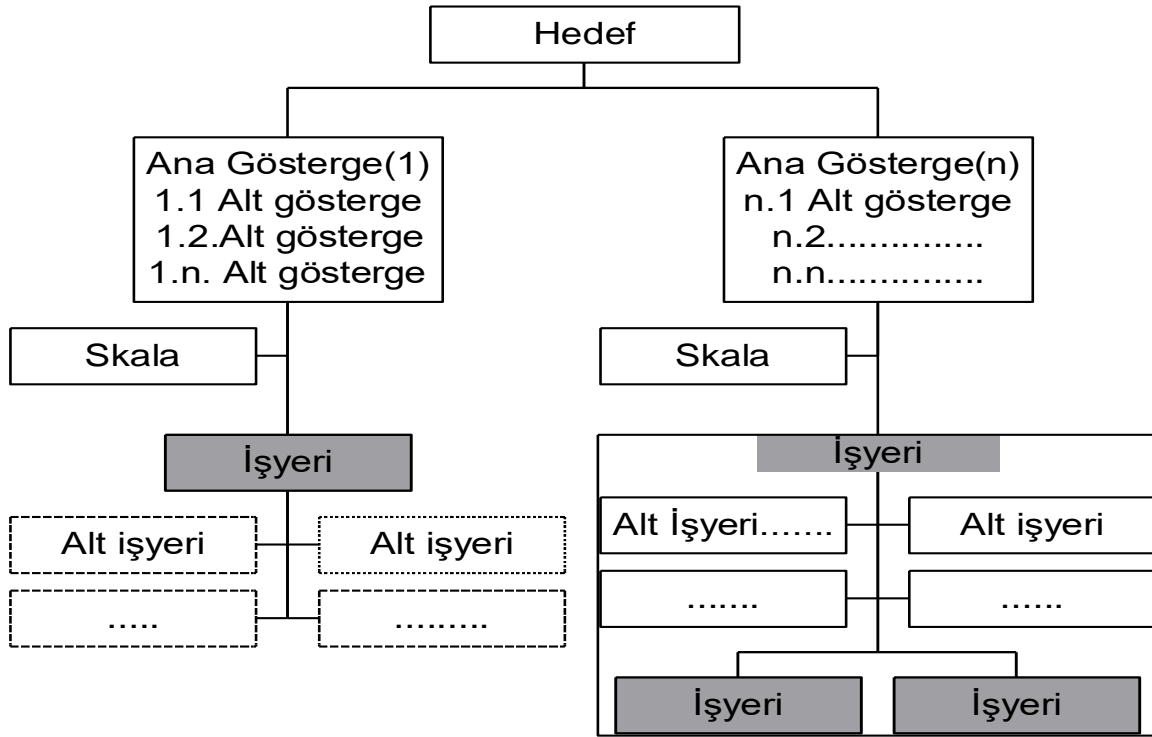 Hedef
Ana Gösterge(1)
1.1 Alt gösterge
1.2.Alt gösterge
1.n. Alt gösterge
Ana Gösterge(n)
n.1 Alt gösterge
n.2...............
n.n...............
Skala
Skala
İşyeri
İşyeri
Alt işyeri
Alt işyeri
Alt İşyeri.......
Alt işyeri
.....
.........
.......
......
İşyeri
İşyeri